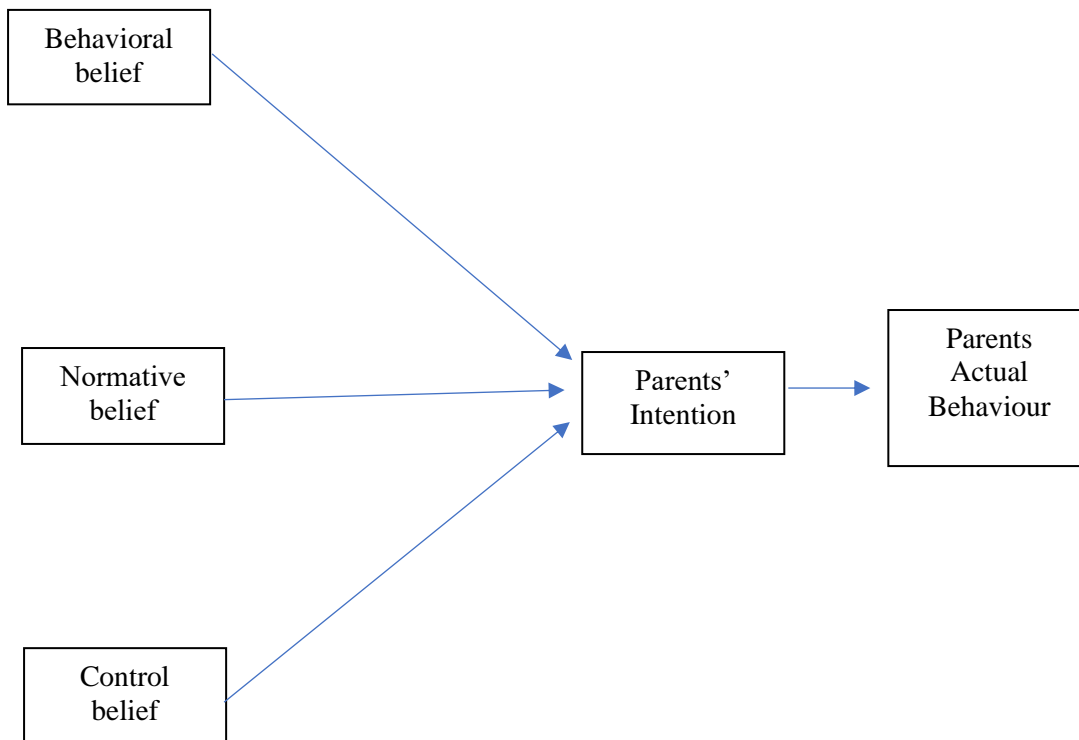 Behavioral
belief
Normative
belief
Parents’
Intention
Parents
Actual
Behaviour
Control
belief